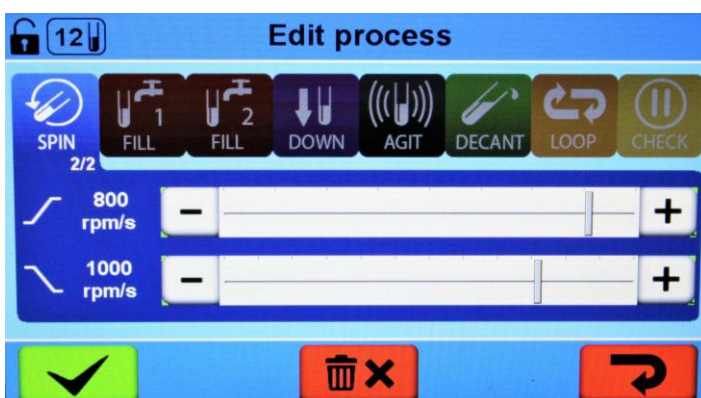 12
Edit process
SPIN
2/2
1
FILL
2
FILL
DOWN
AGIT
DECANT
LOOP
CHECK
800
rpm/s
1000
rpm/s